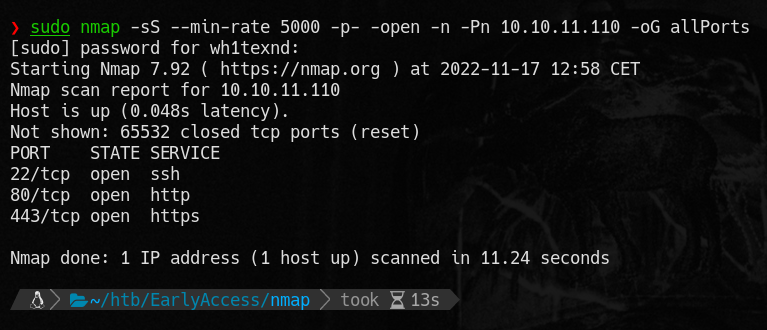 ❯ sudo nmap -sS --min-rate 5000 -p- -open -n -Pn 10.10.11.110 -oG allPorts
[sudo] password for wh1texnd:
Starting Nmap 7.92 ( https://nmap.org ) at 2022-11-17 12:58 CET
Nmap scan report for 10.10.11.110
Host is up (0.048s latency).
Not shown: 65532 closed tcp ports (reset)
PORT    STATE SERVICE
22/tcp  open  ssh
80/tcp  open  http
443/tcp open  https
Nmap done: 1 IP address (1 host up) scanned in 11.24 seconds
~/htb/EarlyAccess/nmap took 13s